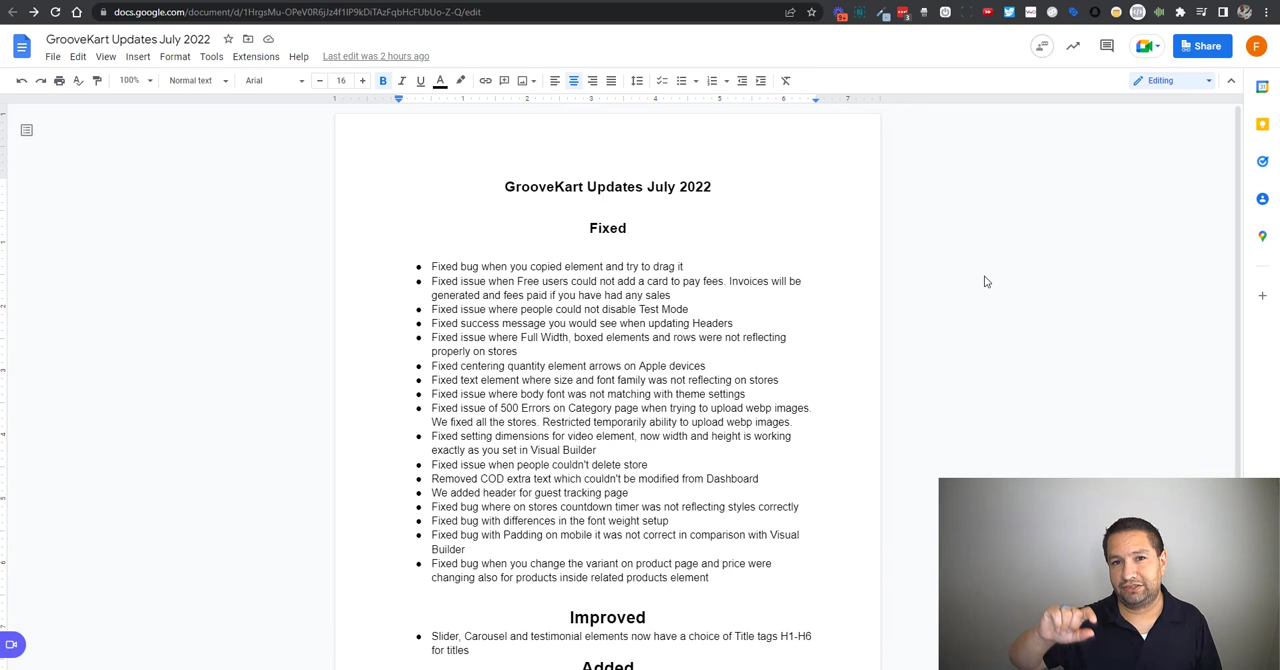 docs.google.com/document/d/1HrgsMu-OPeV0R6jJz4f1IP9kDiTAzFqbHcFUbUo-Z-Q/edit
9+
3
GrooveKart Updates July 2022
File Edit View Insert Format Tools Extensions Help Last edit was 2 hours ago
Share
F
100% Normal text Arial 16 B I U A
Editing
1 1 2 3 4 5 6 7
GrooveKart Updates July 2022
Fixed
● Fixed bug when you copied element and try to drag it
● Fixed issue when Free users could not add a card to pay fees. Invoices will be
generated and fees paid if you have had any sales
● Fixed issue where people could not disable Test Mode
● Fixed success message you would see when updating Headers
● Fixed issue where Full Width, boxed elements and rows were not reflecting
properly on stores
● Fixed centering quantity element arrows on Apple devices
● Fixed text element where size and font family was not reflecting on stores
● Fixed issue where body font was not matching with theme settings
● Fixed issue of 500 Errors on Category page when trying to upload webp images.
We fixed all the stores. Restricted temporarily ability to upload webp images.
● Fixed setting dimensions for video element, now width and height is working
exactly as you set in Visual Builder
● Fixed issue when people couldn't delete store
● Removed COD extra text which couldn't be modified from Dashboard
● We added header for guest tracking page
● Fixed bug where on stores countdown timer was not reflecting styles correctly
● Fixed bug with differences in the font weight setup
● Fixed bug with Padding on mobile it was not correct in comparison with Visual
Builder
● Fixed bug when you change the variant on product page and price were
changing also for products inside related products element
Improved
● Slider, Carousel and testimonial elements now have a choice of Title tags H1-H6
for titles
Added